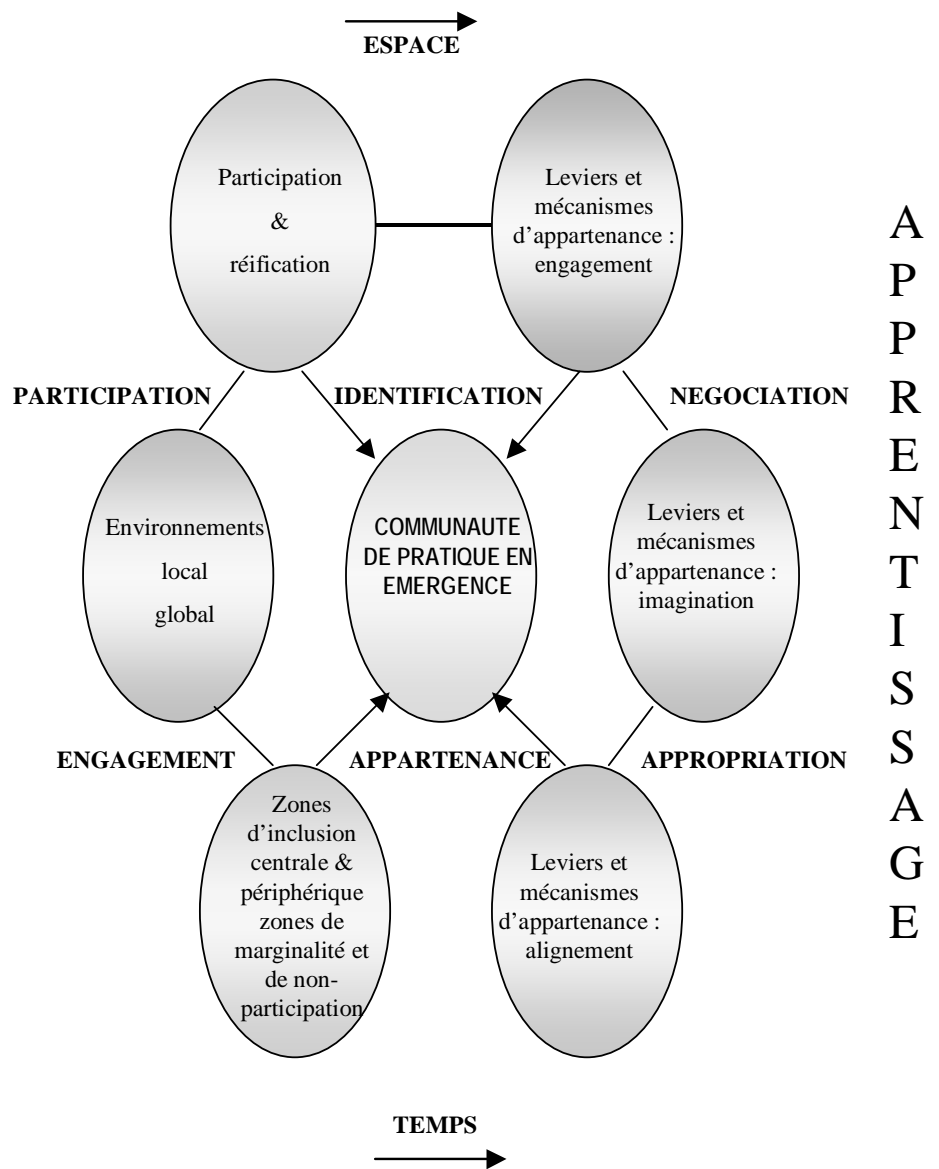 ESPACE
Participation
&
réification
Leviers et
mécanismes
d’appartenance :
engagement
PARTICIPATION
IDENTIFICATION
NEGOCIATION
Environnements
local
global
COMMUNAUTE
DE PRATIQUE EN
EMERGENCE
Leviers et
mécanismes
d’appartenance :
imagination
ENGAGEMENT
APPARTENANCE
APPROPRIATION
Zones
d’inclusion
centrale &
périphérique
zones de
marginalité et
de non-
participation
Leviers et
mécanismes
d’appartenance :
alignement
TEMPS
A
P
P
R
E
N
T
I
S
S
A
G
E